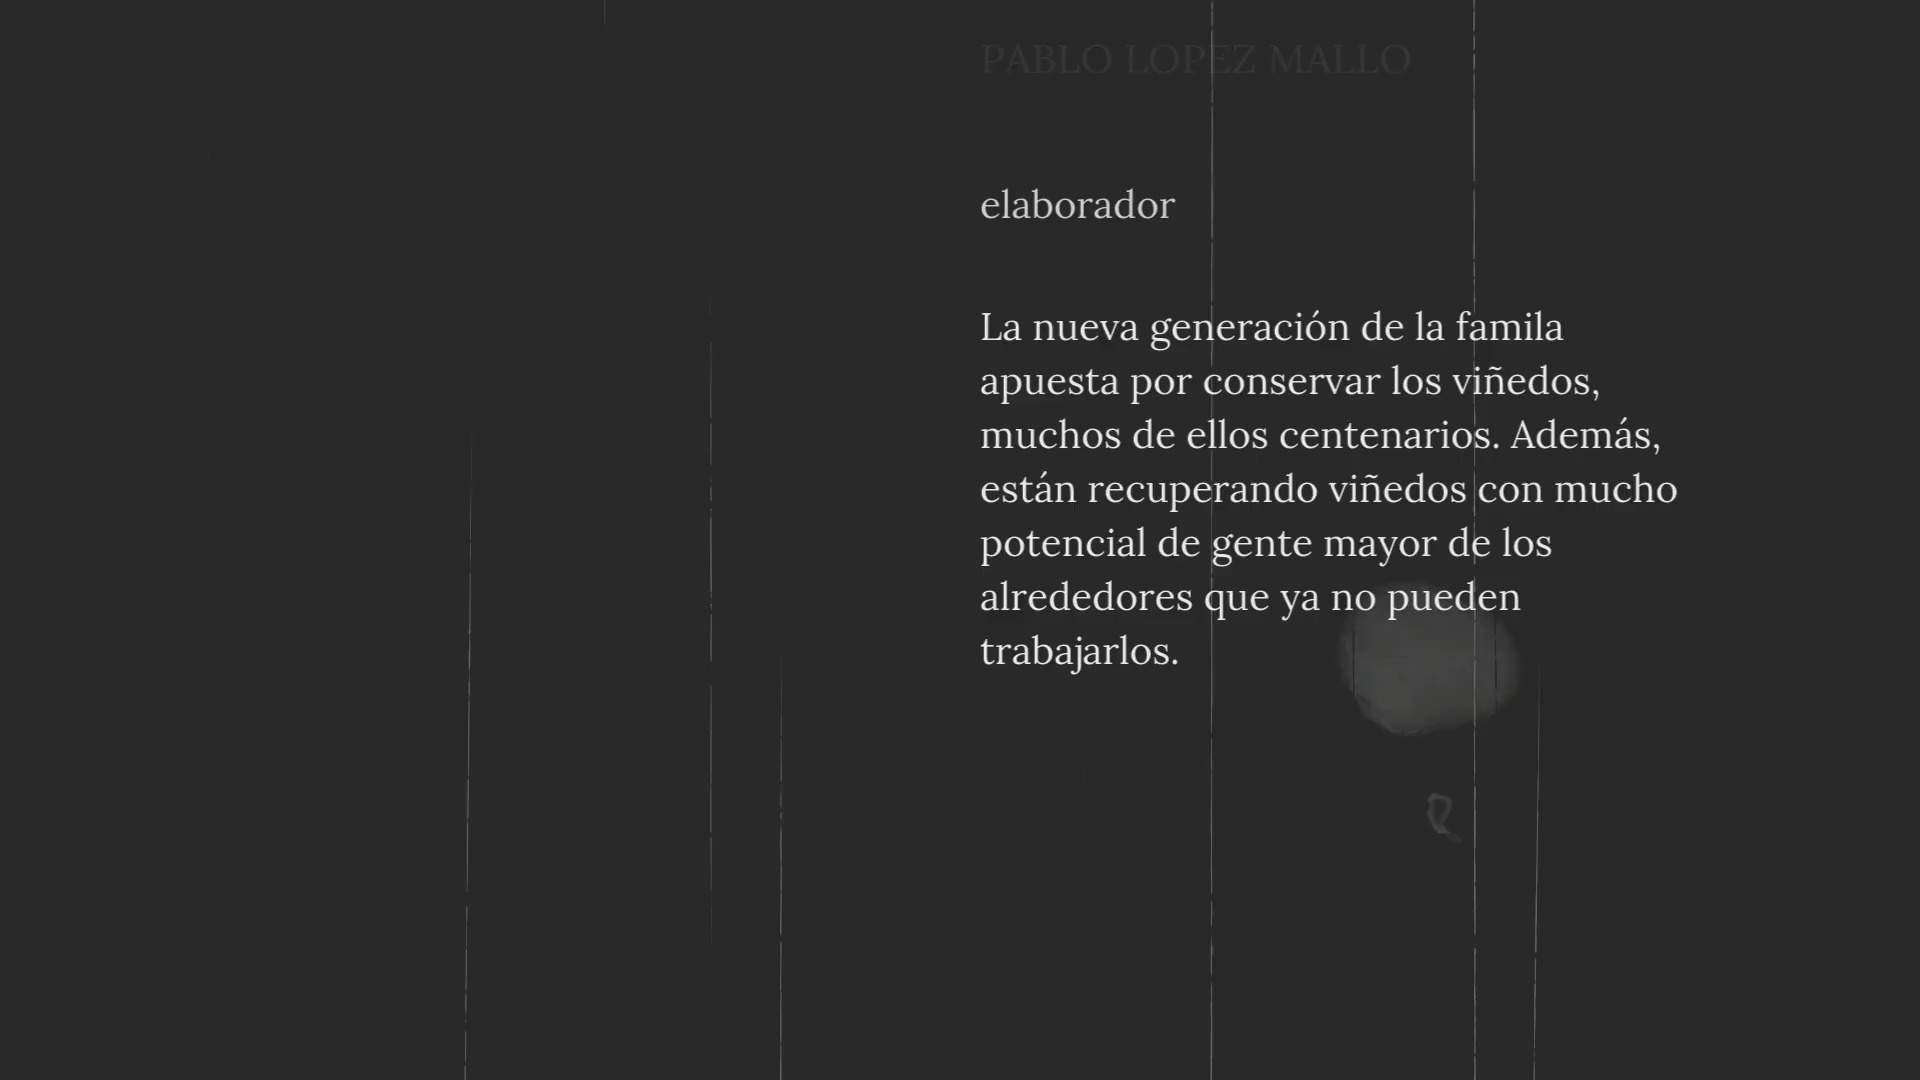 PABLO LOPEZ MALLO
elaborador
La nueva generación de la famila
apuesta por conservar los viñedos,
muchos de ellos centenarios. Además,
están recuperando viñedos con mucho
potencial de gente mayor de los
alrededores que ya no pueden
trabajarlos.